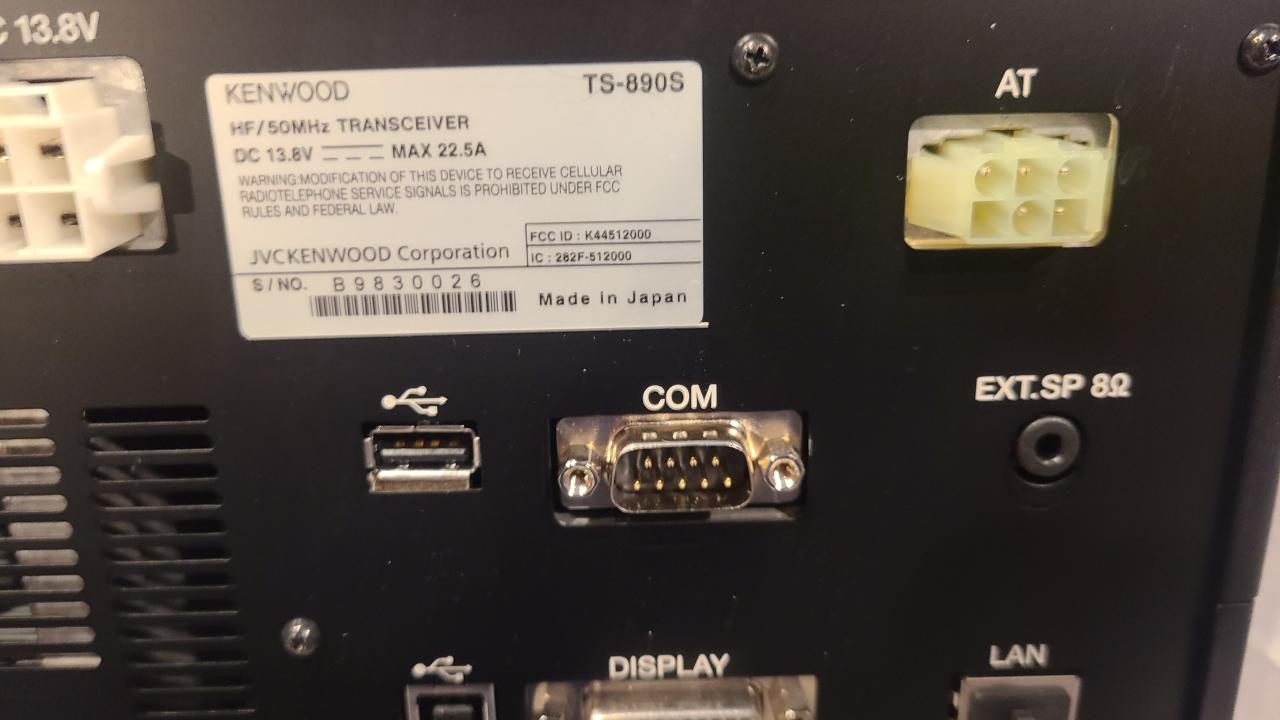 C 13.8V
KENWOOD TS-890S
HF/50MHz TRANSCEIVER
DC 13.8V MAX 22.5A
WARNING:MODIFICATION OF THIS DEVICE TO RECEIVE CELLULAR
RADIOTELEPHONE SERVICE SIGNALS IS PROHIBITED UNDER FCC
RULES AND FEDERAL LAW.
JVCKENWOOD Corporation
FCC ID : K44512000
IC : 282F-512000
S/NO. B9830026
Made in Japan
AT
COM
EXT.SP 8Ω
DISPLAY
LAN